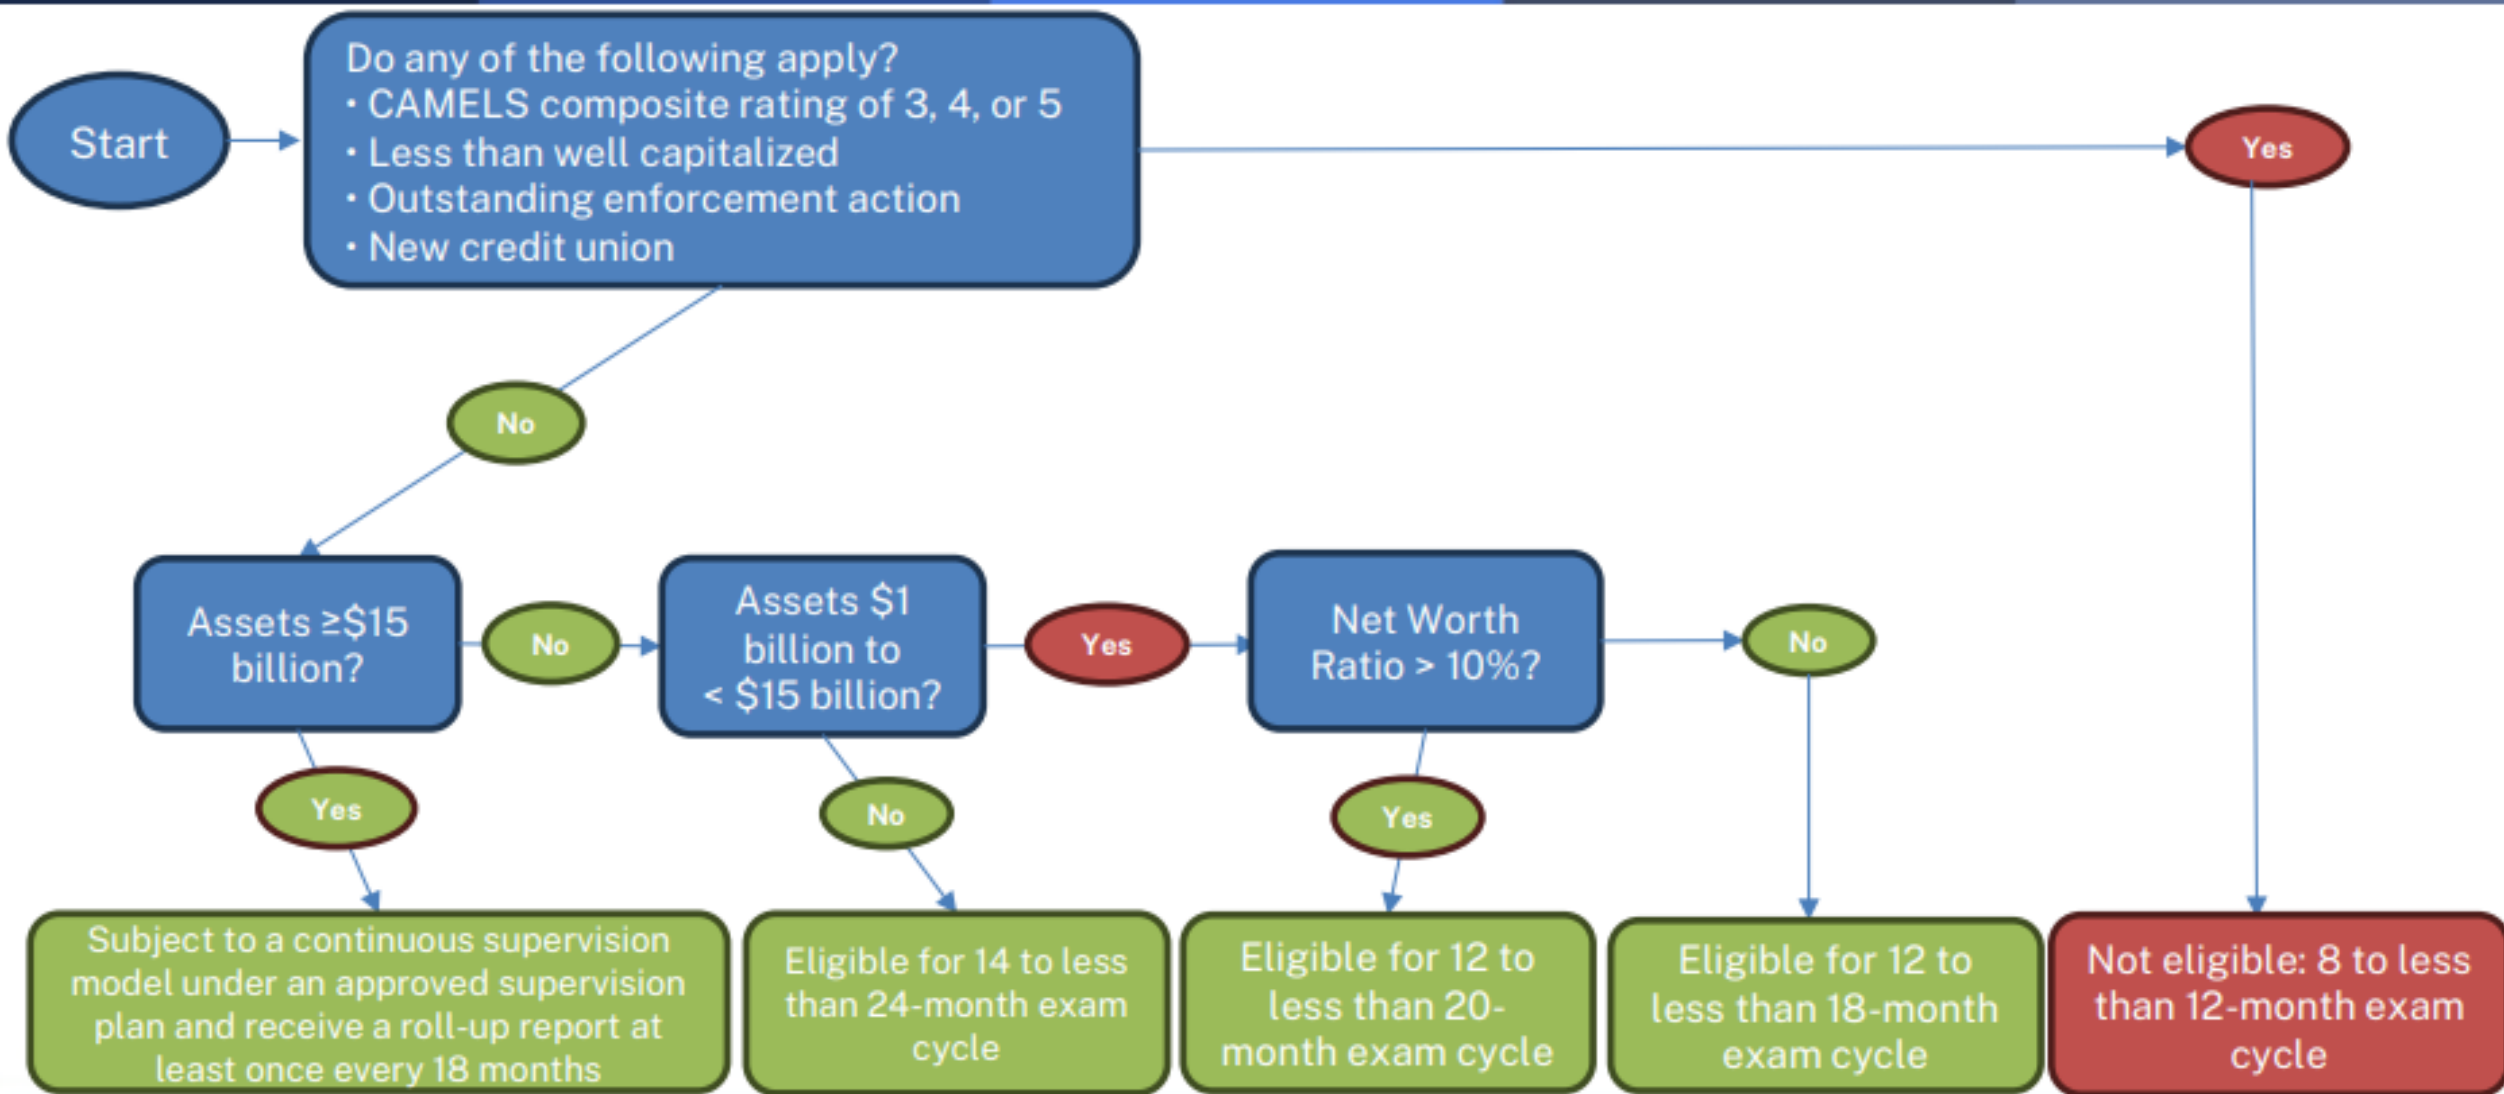 Start
Do any of the following apply?
• CAMELS composite rating of 3, 4, or 5
• Less than well capitalized
• Outstanding enforcement action
• New credit union
Yes
No
Assets ≥$15
billion?
No
Assets $1
billion to
< $15 billion?
Yes
Net Worth
Ratio > 10%?
No
Yes
No
Yes
Subject to a continuous supervision
model under an approved supervision
plan and receive a roll-up report at
least once every 18 months
Eligible for 14 to less
than 24-month exam
cycle
Eligible for 12 to
less than 20-
month exam cycle
Eligible for 12 to
less than 18-month
exam cycle
Not eligible: 8 to less
than 12-month exam
cycle